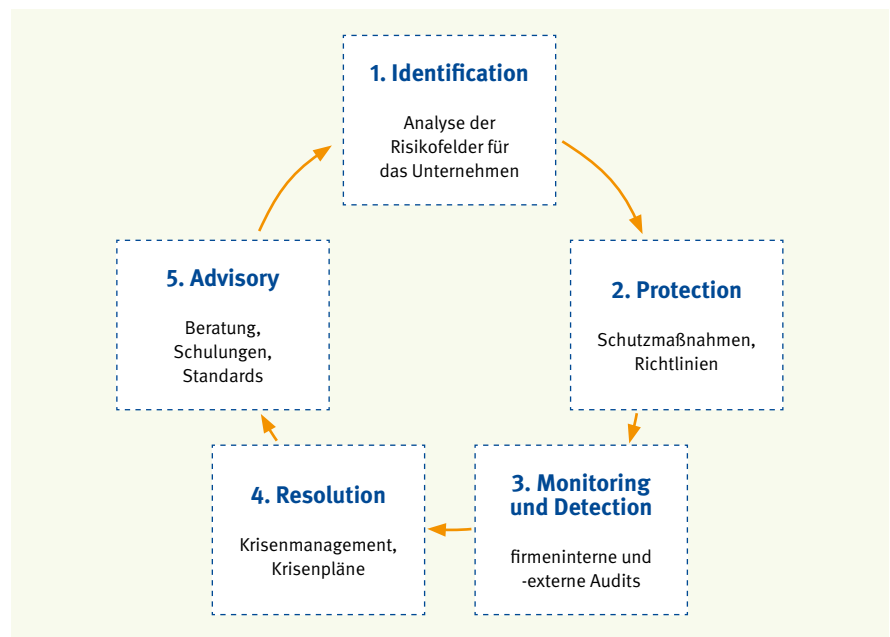 1. Identification
Analyse der
Risikofelder für
das Unternehmen
2. Protection
Schutzmaßnahmen,
Richtlinien
3. Monitoring
und Detection
firmeninterne und
-externe Audits
4. Resolution
Krisenmanagement,
Krisenpläne
5. Advisory
Beratung,
Schulungen,
Standards